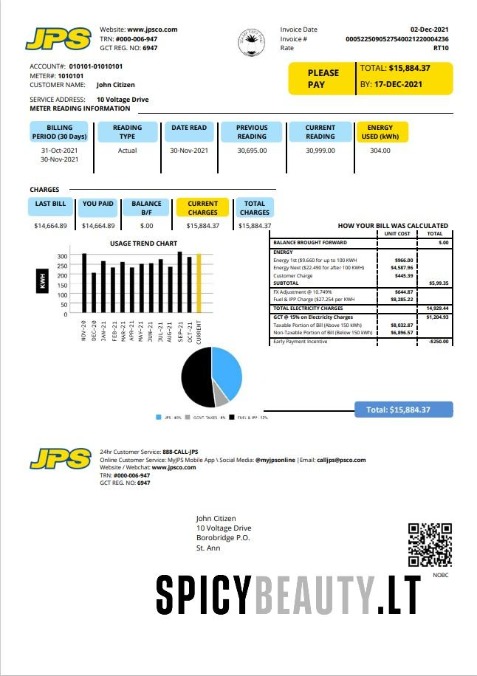 JPS
Website: www.jpsco.com
TRN: #000-006-947
GCT REG. NO: 6947
Invoice Date 02-Dec-2021
Invoice # 00052250905275400212200004236
Rate RT10
ACCOUNT#: 010101-01010101
METER#: 1010101
CUSTOMER NAME: John Citizen
SERVICE ADDRESS: 10 Voltage Drive
PLEASE PAY
TOTAL: $15,884.37
BY: 17-DEC-2021
METER READING INFORMATION
BILLING PERIOD (30 Days) READING TYPE DATE READ PREVIOUS READING CURRENT READING ENERGY USED (kWh)
31-Oct-2021 Actual 30-Nov-2021 30,695.00 30,999.00 304.00
30-Nov-2021
CHARGES
LAST BILL YOU PAID BALANCE B/F CURRENT CHARGES TOTAL CHARGES
$14,664.89 $14,664.89 $.00 $15,884.37 $15,884.37
HOW YOUR BILL WAS CALCULATED
UNIT COST TOTAL
BALANCE BROUGHT FORWARD $.00
ENERGY
Energy 1st ($9.660 for up to 100 KWH) $966.00
Energy Next ($22.490 for after 100 KWH) $4,587.96
Customer Charge $445.39
SUBTOTAL $5,99.35
FX Adjustment @ 10.749% $644.87
Fuel & IPP Charge ($27.254 per KWH $8,285.22
TOTAL ELECTRICITY CHARGES 14,929.44
GCT @ 15% on Electricity Charges $1,204.93
Taxable Portion of Bill (Above 150 kWh) $8,032.87
Non-Taxable Portion of Bill (Below 150 kWh) $6,896.57
Early Payment Incentive -$250.00
USAGE TREND CHART
KWH
300
250
200
150
100
50
0
NOV-20 DEC-20 JAN-21 FEB-21 MAR-21 APR-21 MAY-21 JUN-21 JUL-21 AUG-21 SEP-21 OCT-21 CURRENT
Total: $15,884.37
JPS
24hr Customer Service: 888-CALL-JPS
Online Customer Service: MyJPS Mobile App \ Social Media: @myjpsonline | Email: calljps@psco.com
Website / Webchat: www.jpsco.com
TRN: #000-006-947
GCT REG. NO: 6947
John Citizen
10 Voltage Drive
Borobridge P.O.
St. Ann
NOBC
SPICYBEAUTY.LT